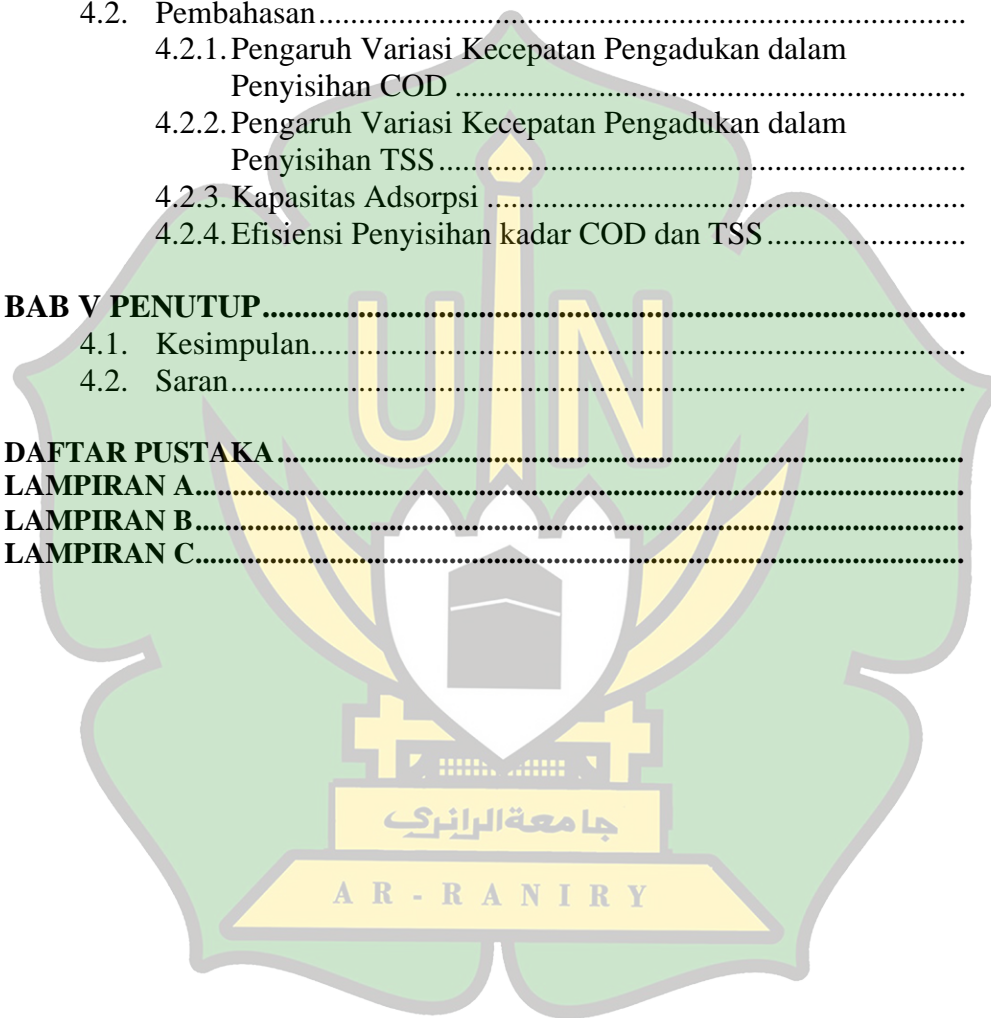 4.2. Pembahasan..................................................................................
4.2.1. Pengaruh Variasi Kecepatan Pengadukan dalam
Penyisihan COD .................................................................
4.2.2. Pengaruh Variasi Kecepatan Pengadukan dalam
Penyisihan TSS...................................................................
4.2.3. Kapasitas Adsorpsi .............................................................
4.2.4. Efisiensi Penyisihan kadar COD dan TSS.........................
BAB V PENUTUP.........................................................................................
4.1. Kesimpulan...................................................................................
4.2. Saran.............................................................................................
DAFTAR PUSTAKA.......................................................................................
LAMPIRAN A.................................................................................................
LAMPIRAN B.................................................................................................
LAMPIRAN C.................................................................................................
UIN
جامعة الرانري
AR-RANIRY